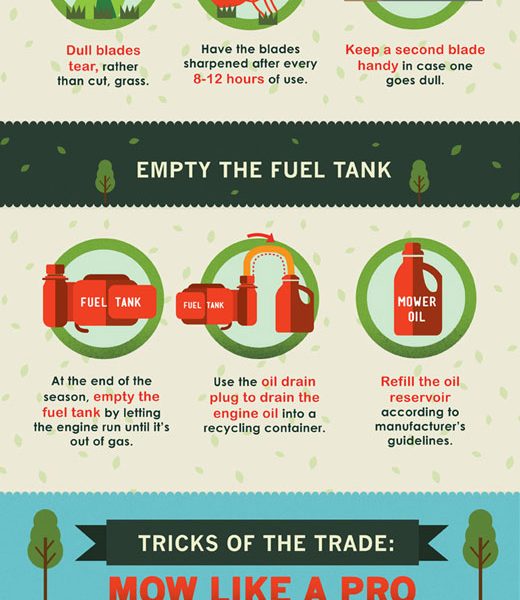 Dull blades
tear, rather
than cut, grass.
Have the blades
sharpened after every
8-12 hours of use.
Keep a second blade
handy in case one
goes dull.
EMPTY THE FUEL TANK
FUEL TANK
FUEL TANK
MOWER
OIL
At the end of the
season, empty the
fuel tank by letting
the engine run until it's
out of gas.
Use the oil drain
plug to drain the
engine oil into a
recycling container.
Refill the oil
reservoir
according to
manufacturer's
guidelines.
TRICKS OF THE TRADE:
MOW LIKE A PRO